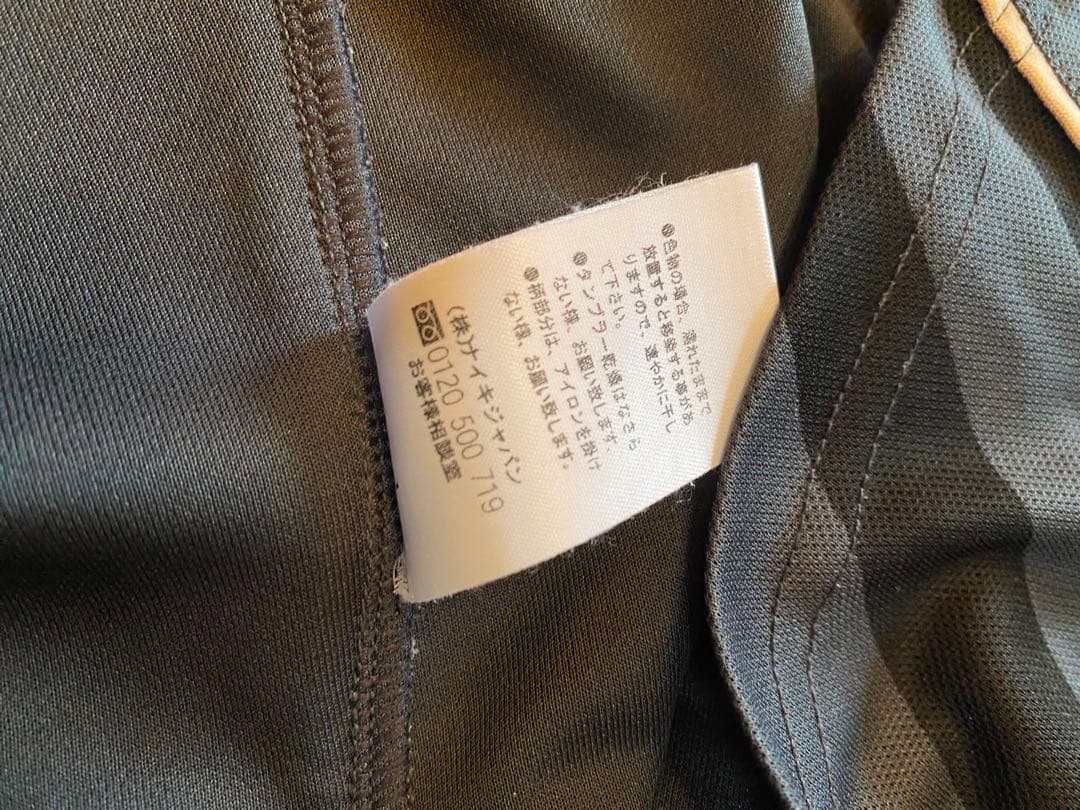 ●色物の場合、濡れたままで
放置すると移染する事があ
りますので、速やかに干し
て下さい。
●タンブラー乾燥はなさら
ない様、お願い致します。
●柄部分は、アイロンを掛け
ない様、お願い致します。
(株)ナイキジャパン
0120 500 719
お客様相談室